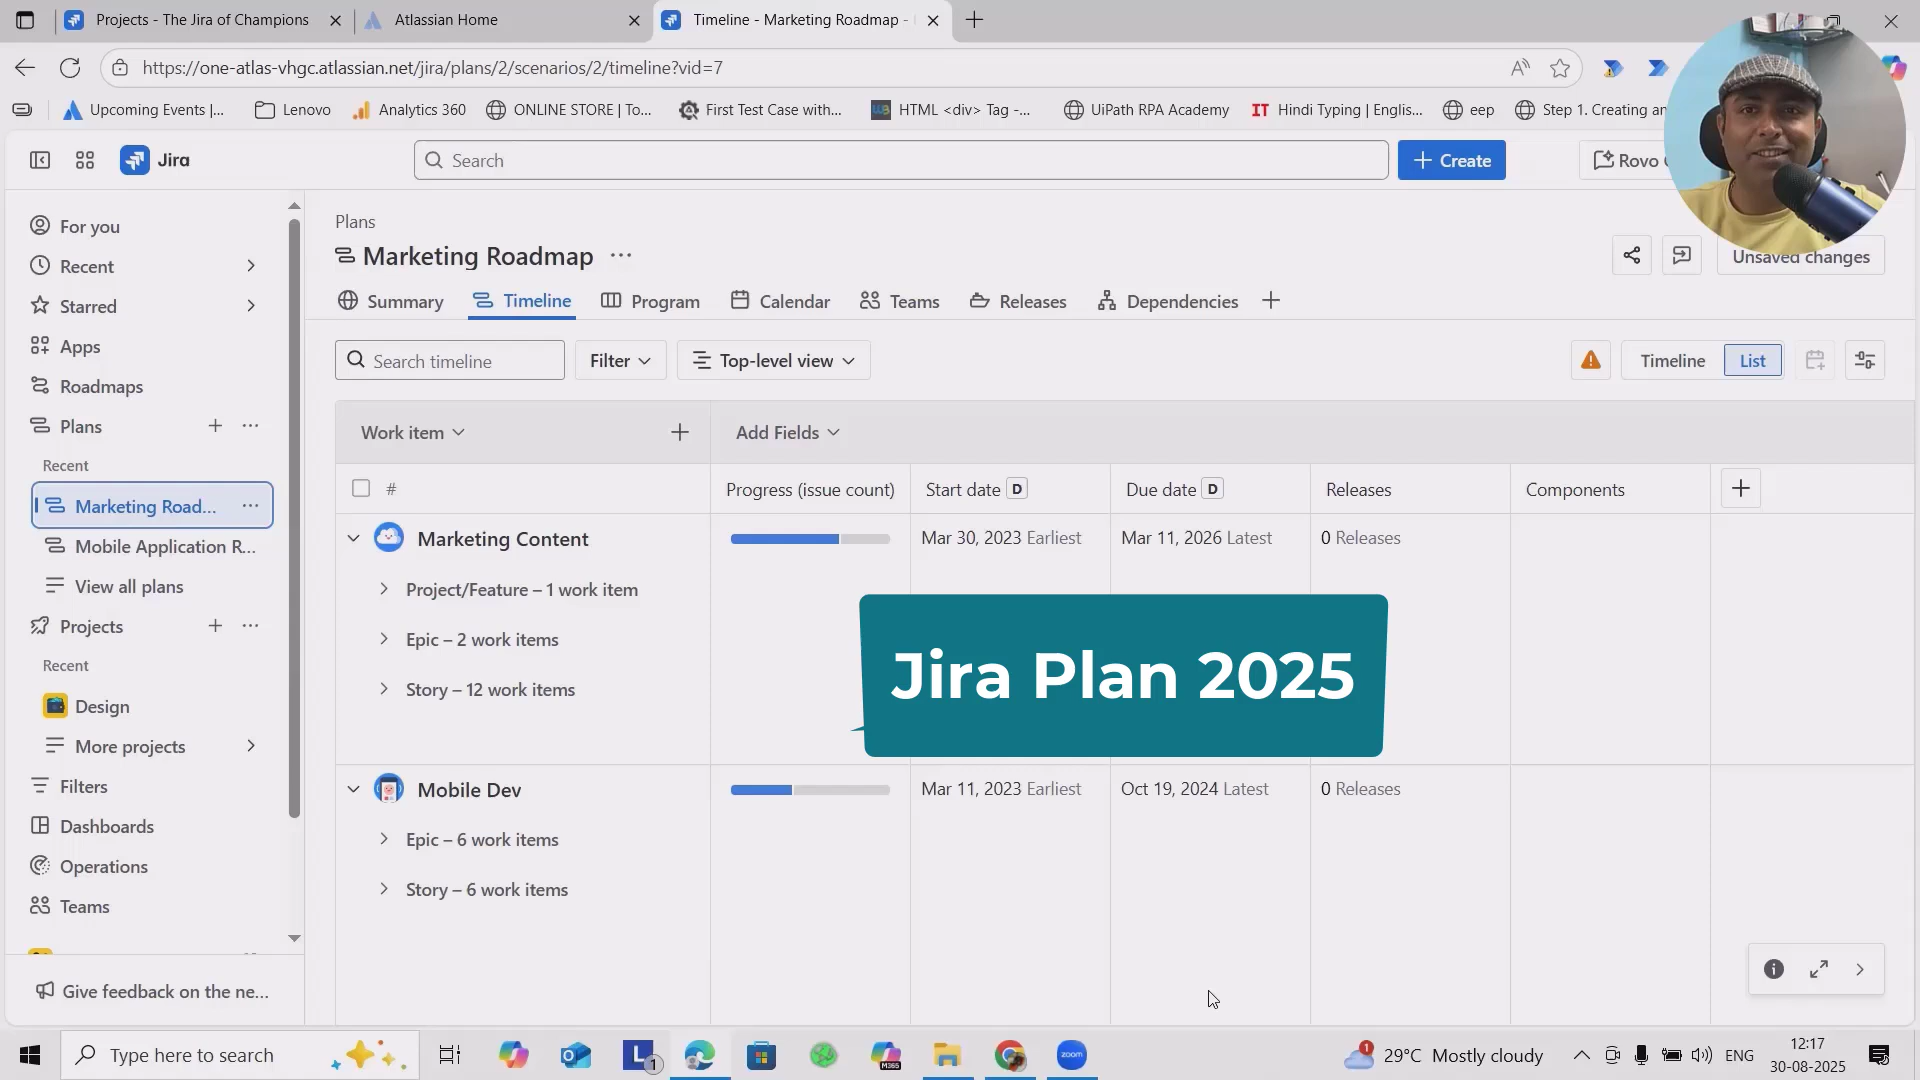 Projects - The Jira of Champions
Atlassian Home
Timeline - Marketing Roadmap -
https://one-atlas-vhgc.atlassian.net/jira/plans/2/scenarios/2/timeline?vid=7
Upcoming Events |...
Lenovo
Analytics 360
ONLINE STORE | To...
First Test Case with...
HTML <div> Tag -...
UiPath RPA Academy
IT Hindi Typing | Englis...
eep
Step 1. Creating an
Jira
Search
+ Create
Rovo
For you
Recent
Starred
Apps
Roadmaps
Plans
Recent
Marketing Road...
Mobile Application R...
View all plans
Projects
Recent
Design
More projects
Filters
Dashboards
Operations
Teams
Give feedback on the ne...
Plans
Marketing Roadmap
Unsaved changes
Summary
Timeline
Program
Calendar
Teams
Releases
Dependencies
Search timeline
Filter
Top-level view
Timeline
List
Work item
Add Fields
#
Progress (issue count)
Start date D
Due date D
Releases
Components
Marketing Content
Mar 30, 2023 Earliest
Mar 11, 2026 Latest
0 Releases
Project/Feature – 1 work item
Epic – 2 work items
Story – 12 work items
Jira Plan 2025
Mobile Dev
Mar 11, 2023 Earliest
Oct 19, 2024 Latest
0 Releases
Epic – 6 work items
Story – 6 work items
Type here to search
L
1
M365
zoom
1
29°C Mostly cloudy
ENG
12:17
30-08-2025